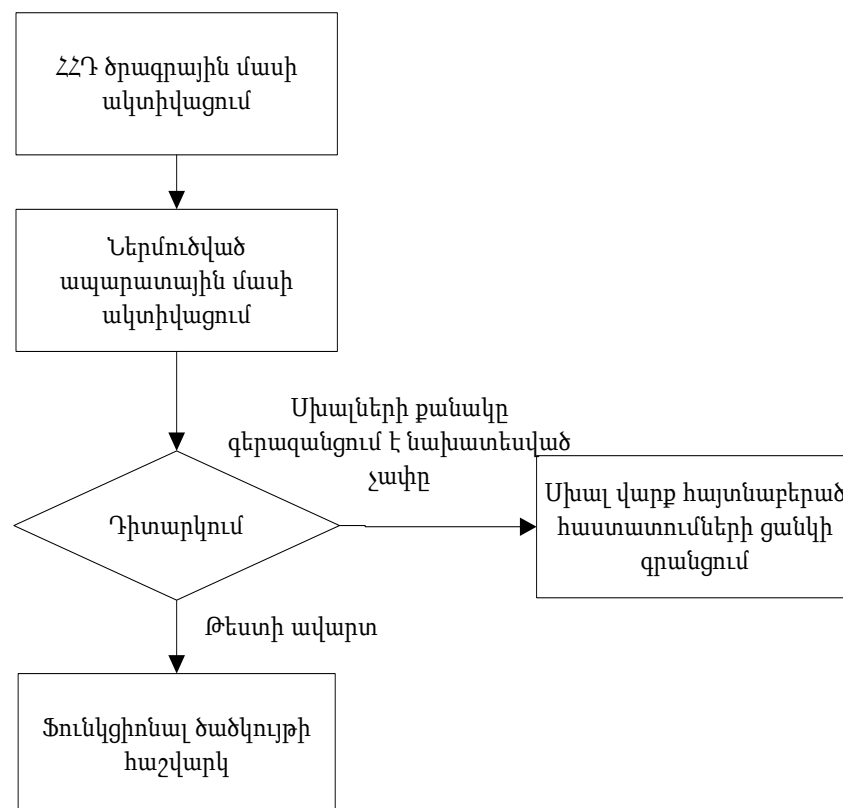 ՀՀԴ ծրագրային մասի
ակտիվացում
Ներմուծված
ապարատային մասի
ակտիվացում
Սխալների քանակը
գերազանցում է նախատեսված
չափը
Դիտարկում
Սխալ վարք հայտնաբերած
հաստատումների ցանկի
գրանցում
Թեստի ավարտ
Ֆունկցիոնալ ծածկույթի
հաշվարկ